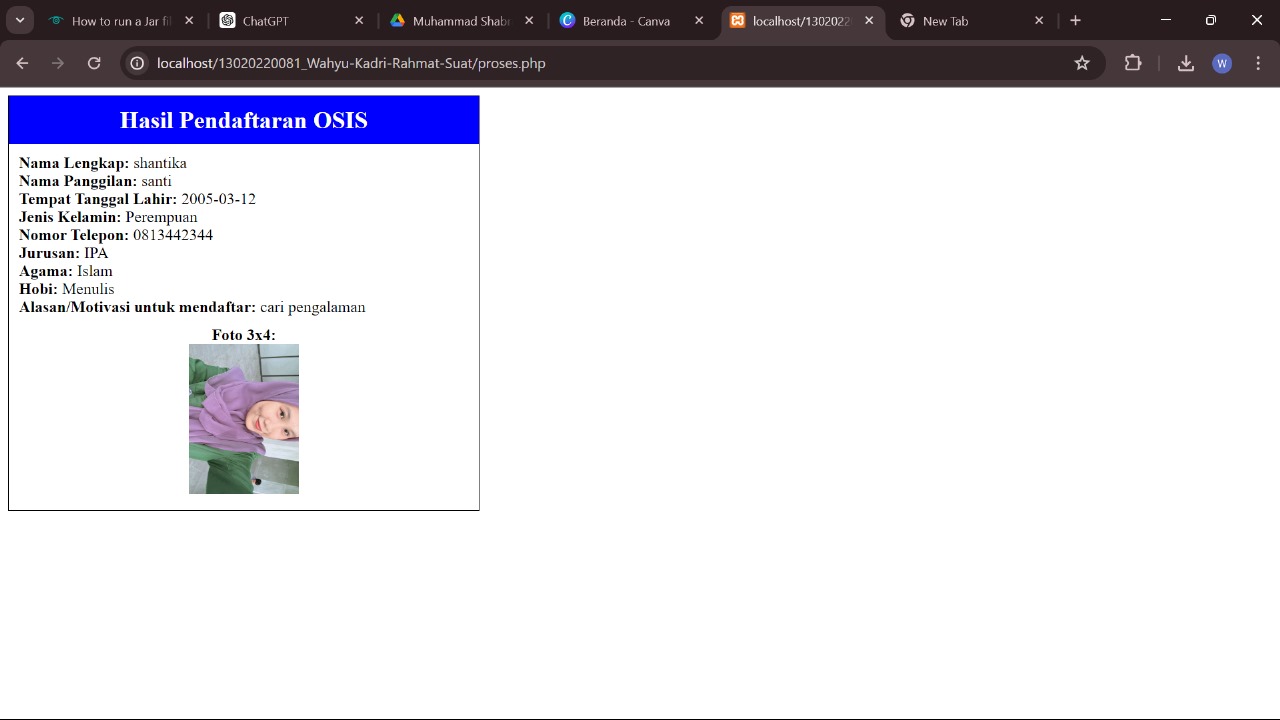 How to run a Jar fil
ChatGPT
Muhammad Shabr
Beranda - Canva
localhost/1302022
New Tab
localhost/13020220081_Wahyu-Kadri-Rahmat-Suat/proses.php
W
Hasil Pendaftaran OSIS
Nama Lengkap: shantika
Nama Panggilan: santi
Tempat Tanggal Lahir: 2005-03-12
Jenis Kelamin: Perempuan
Nomor Telepon: 0813442344
Jurusan: IPA
Agama: Islam
Hobi: Menulis
Alasan/Motivasi untuk mendaftar: cari pengalaman
Foto 3x4: